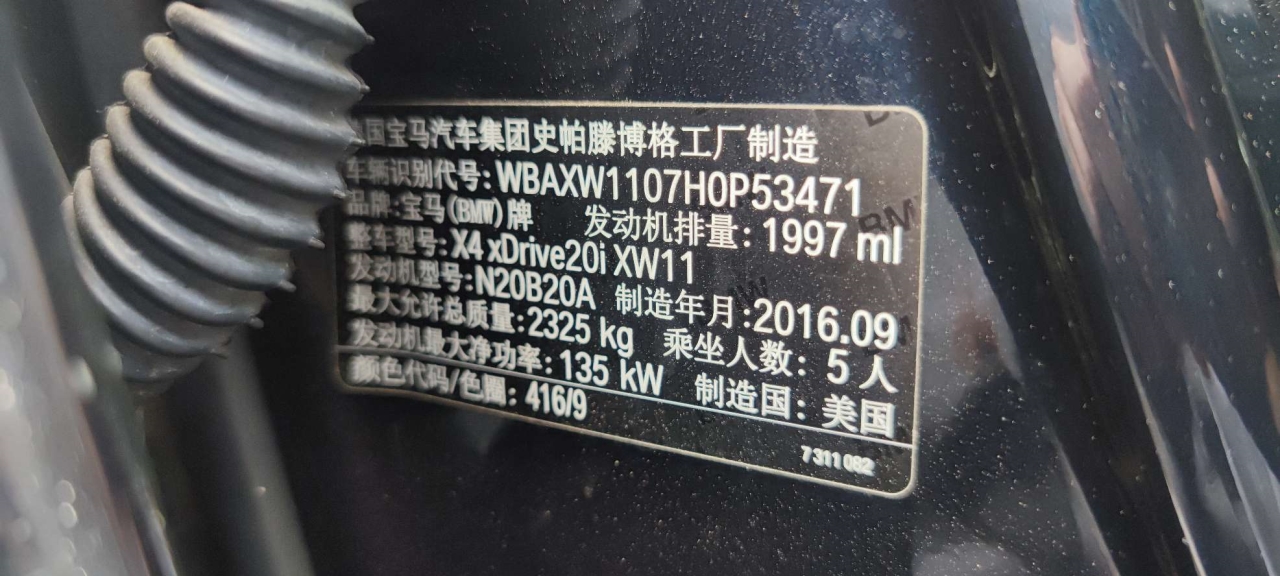 国宝马汽车集团史帕滕博格工厂制造
车辆识别代号:WBAXW1107H0P53471
品牌:宝马(BMW)牌 发动机排量:1997 ml
整车型号:X4 xDrive20i XW11
发动机型号:N20B20A 制造年月:2016.09
最大允许总质量:2325 kg 乘坐人数:5人
发动机最大净功率:135 kW 制造国:美国
颜色代码/色圈:416/9
7311082